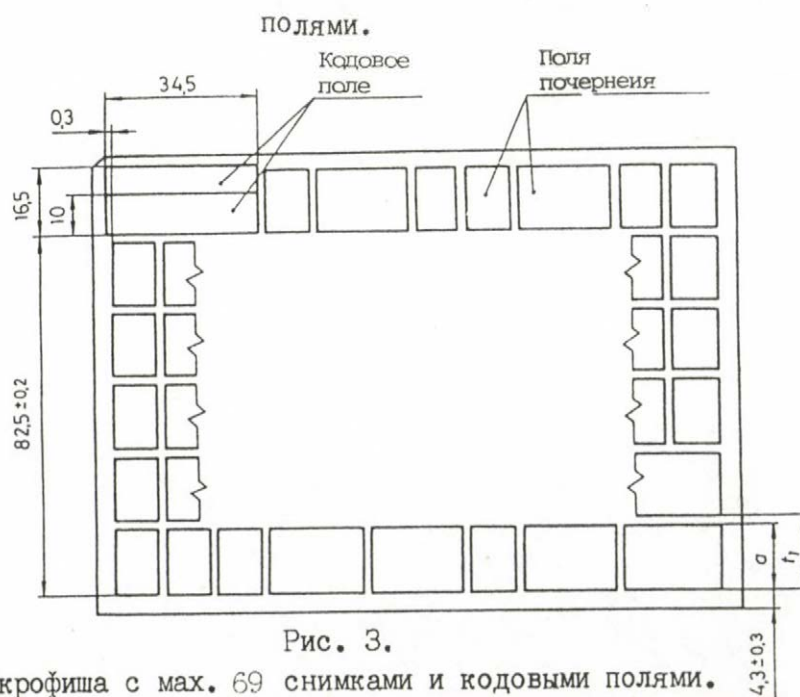 полями.
Кодовое
поле
Поля
почернеия
34,5
0,3
16,5
10
82,5±0,2
a
t₁
4,3±0,3
Рис. 3.
крофиша с мах. 69 снимками и кодовыми полями.